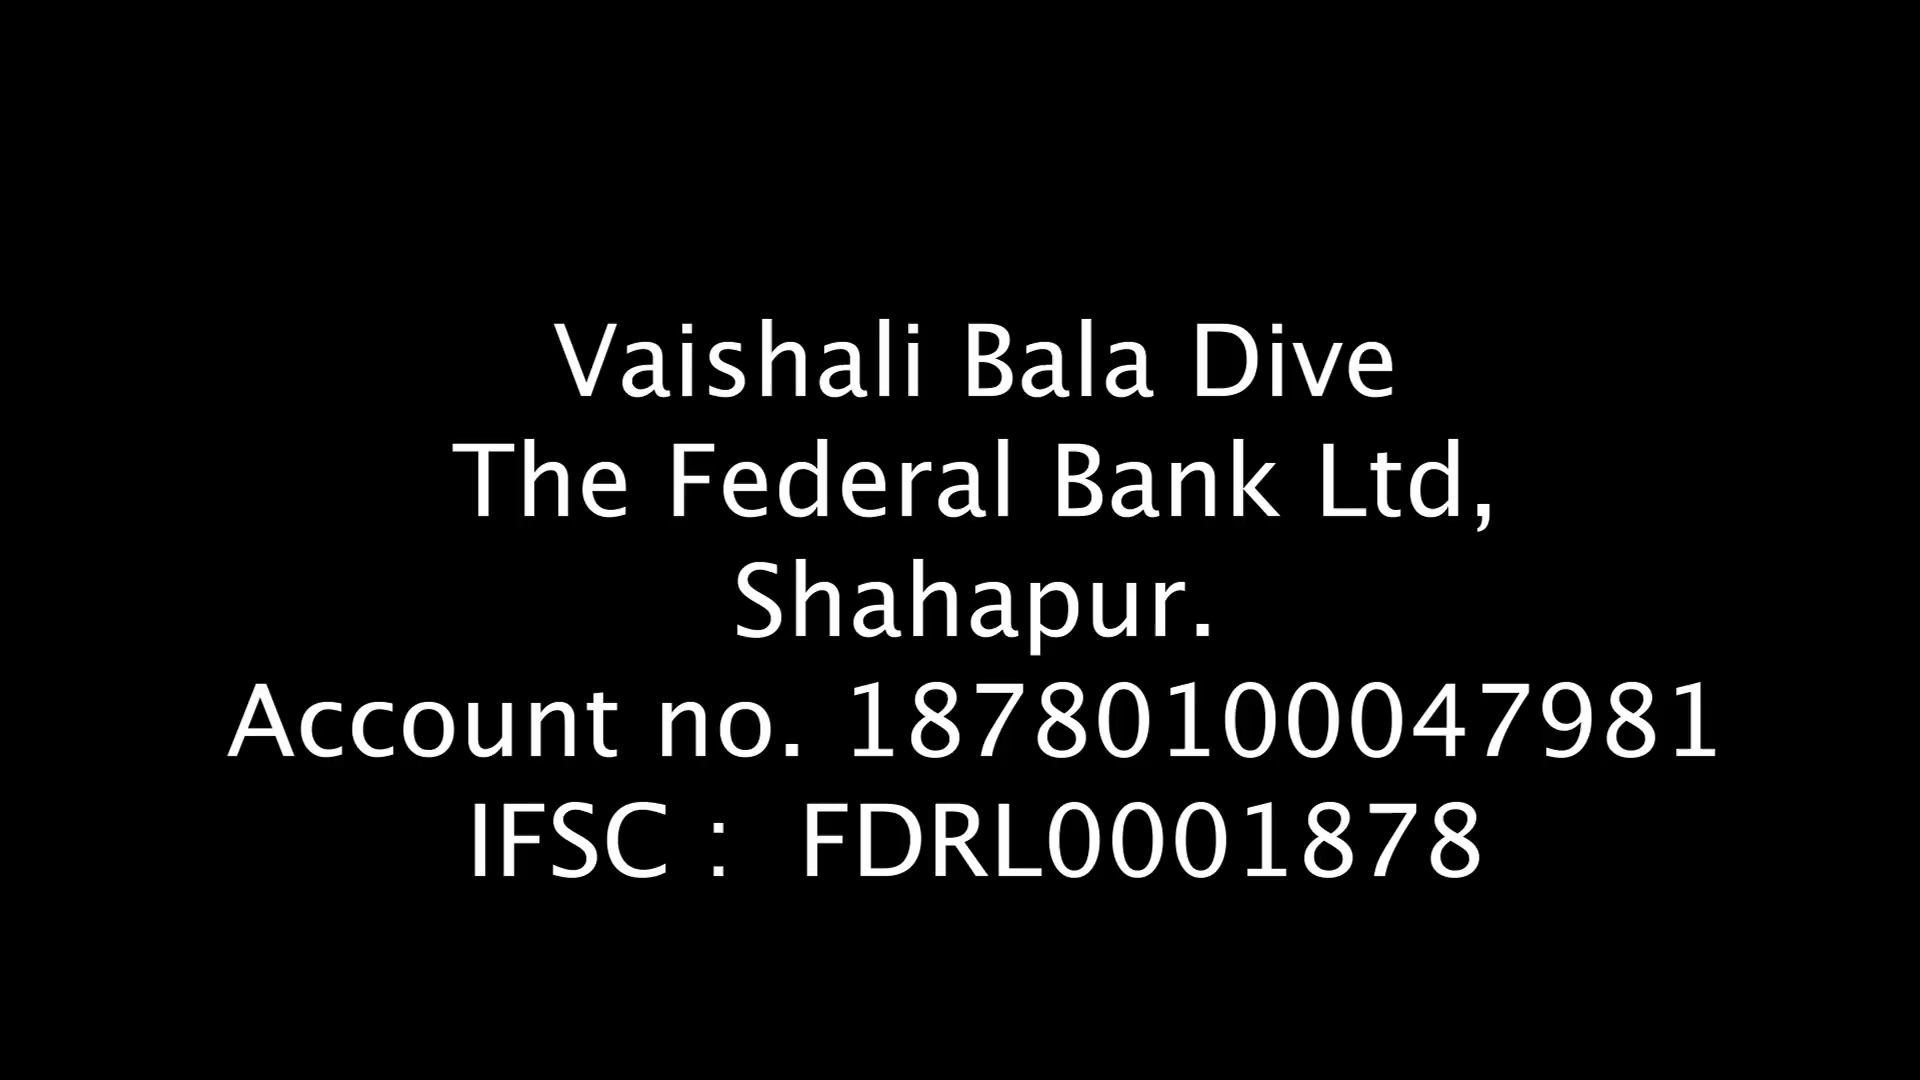 Vaishali Bala Dive
The Federal Bank Ltd,
Shahapur.
Account no. 18780100047981
IFSC :  FDRL0001878